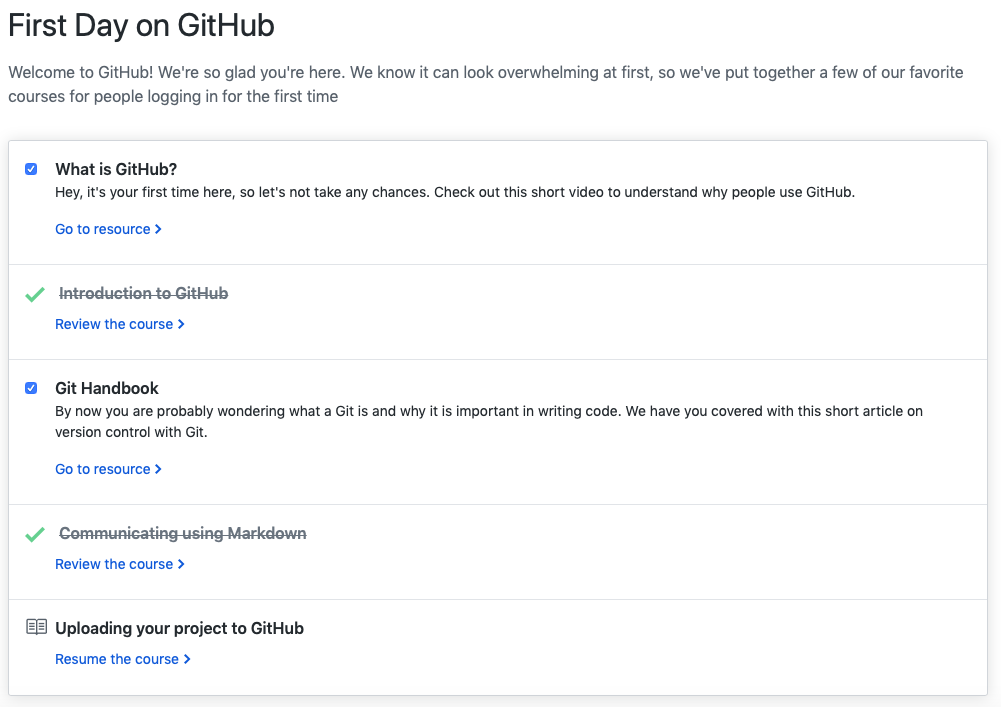 First Day on GitHub
Welcome to GitHub! We're so glad you're here. We know it can look overwhelming at first, so we've put together a few of our favorite
courses for people logging in for the first time
What is GitHub?
Hey, it's your first time here, so let's not take any chances. Check out this short video to understand why people use GitHub.
Go to resource
Introduction to GitHub
Review the course
Git Handbook
By now you are probably wondering what a Git is and why it is important in writing code. We have you covered with this short article on
version control with Git.
Go to resource
Communicating using Markdown
Review the course
Uploading your project to GitHub
Resume the course